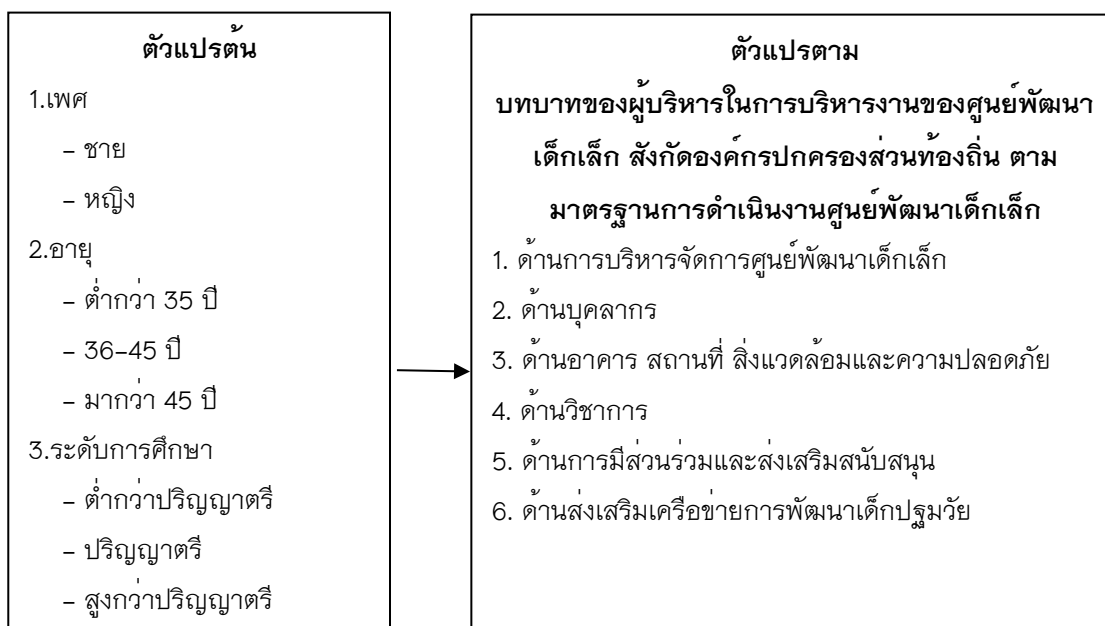 ตัวแปรต้น
1.เพศ
– ชาย
– หญิง
2.อายุ
– ต่ำกว่า 35 ปี
– 36–45 ปี
– มากว่า 45 ปี
3.ระดับการศึกษา
– ต่ำกว่าปริญญาตรี
– ปริญญาตรี
– สูงกว่าปริญญาตรี
ตัวแปรตาม
บทบาทของผู้บริหารในการบริหารงานของศูนย์พัฒนา
เด็กเล็ก สังกัดองค์กรปกครองส่วนท้องถิ่น ตาม
มาตรฐานการดำเนินงานศูนย์พัฒนาเด็กเล็ก
1. ด้านการบริหารจัดการศูนย์พัฒนาเด็กเล็ก
2. ด้านบุคลากร
3. ด้านอาคาร สถานที่ สิ่งแวดล้อมและความปลอดภัย
4. ด้านวิชาการ
5. ด้านการมีส่วนร่วมและส่งเสริมสนับสนุน
6. ด้านส่งเสริมเครือข่ายการพัฒนาเด็กปฐมวัย